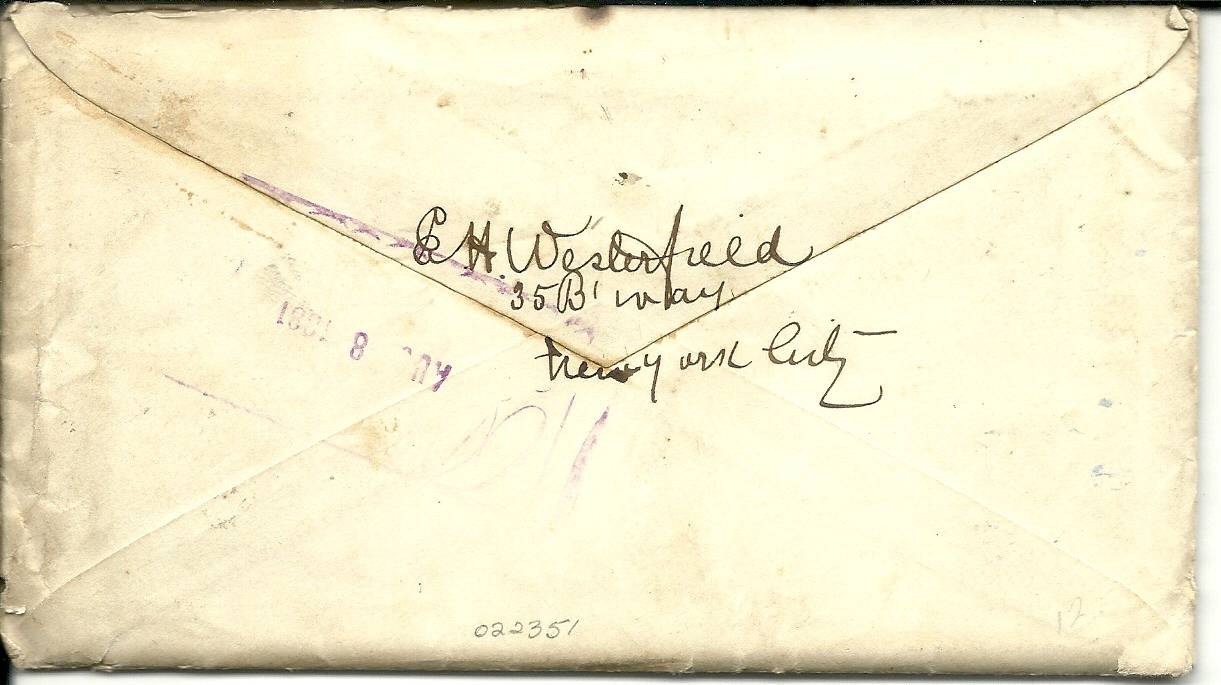 E. H. Westerfield
35 B'way
New York City
AUG 8 1891
022351
12